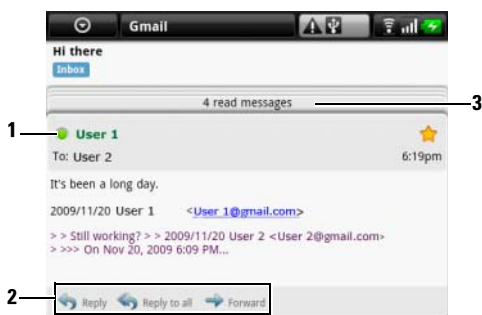 Gmail
Hi there
Inbox
4 read messages
3
1
User 1
To: User 2
6:19pm
It's been a long day.
2009/11/20 User 1 <User 1@gmail.com>
> > Still working? > > 2009/11/20 User 2 <User 2@gmail.com>
> >>> On Nov 20, 2009 6:09 PM...
2
Reply Reply to all Forward